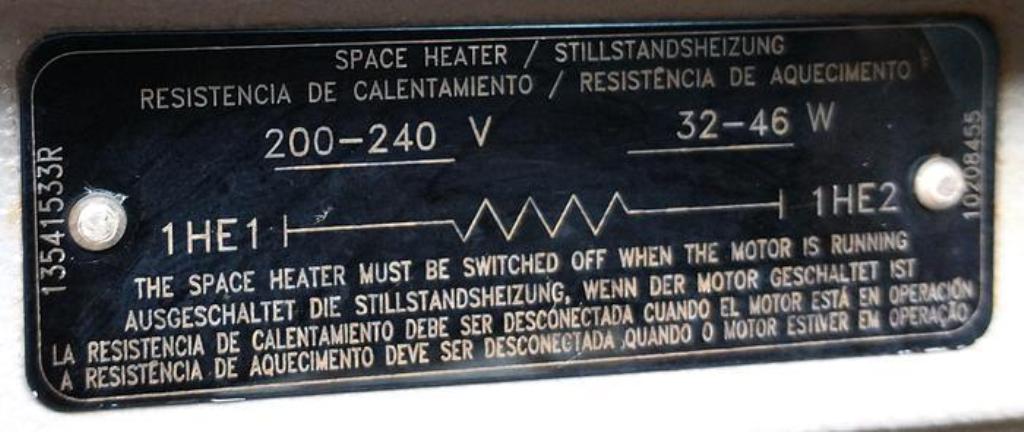 SPACE HEATER / STILLSTANDSHEIZUNG
RESISTENCIA DE CALENTAMIENTO / RESISTÊNCIA DE AQUECIMENTO
200-240 V 32-46 W
1HE1 1HE2
THE SPACE HEATER MUST BE SWITCHED OFF WHEN THE MOTOR IS RUNNING
AUSGESCHALTET DIE STILLSTANDSHEIZUNG, WENN DER MOTOR GESCHALTET IST
LA RESISTENCIA DE CALENTAMIENTO DEBE SER DESCONECTADA CUANDO EL MOTOR ESTÁ EN OPERACIÓN
A RESISTÊNCIA DE AQUECIMENTO DEVE SER DESCONECTADA ,QUANDO O MOTOR ESTIVER EM OPERAÇÃO
13541533R
10208455